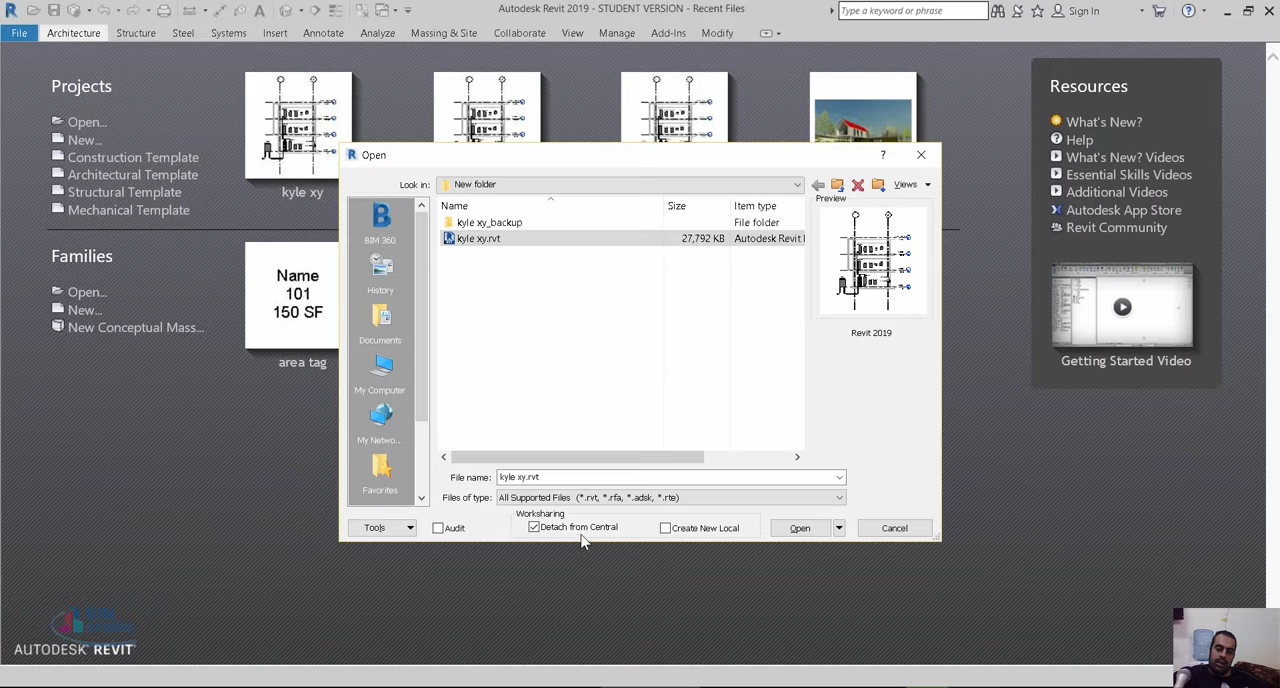 Autodesk Revit 2019 - STUDENT VERSION - Recent Files
Type a keyword or phrase
Sign In
File Architecture Structure Steel Systems Insert Annotate Analyze Massing & Site Collaborate View Manage Add-Ins Modify
Projects
Open...
New...
Construction Template
Architectural Template
Structural Template
Mechanical Template
kyle xy
Families
Open...
New...
New Conceptual Mass...
Name
101
150 SF
area tag
Resources
What's New?
Help
What's New? Videos
Essential Skills Videos
Additional Videos
Autodesk App Store
Revit Community
Getting Started Video
Open
Look in: New folder
Views
Name Size Item type
kyle xy_backup File folder
kyle xy.rvt 27,792 KB Autodesk Revit
BIM 360
History
Documents
My Computer
My Netwo...
Favorites
Preview
Revit 2019
File name: kyle xy.rvt
Files of type: All Supported Files (*.rvt, *.rfa, *.adsk, *.rte)
Worksharing
Tools Audit Detach from Central Create New Local Open Cancel
AUTODESK® REVIT®